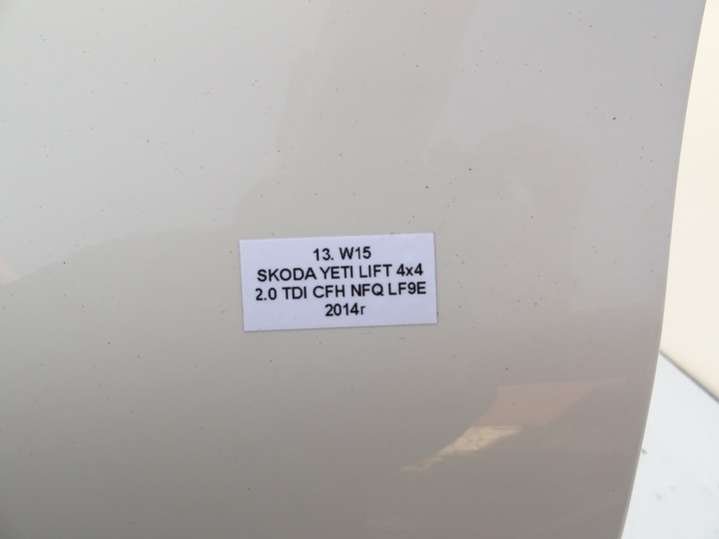 13. W15
SKODA YETI LIFT 4x4
2.0 TDI CFH NFQ LF9E
2014r